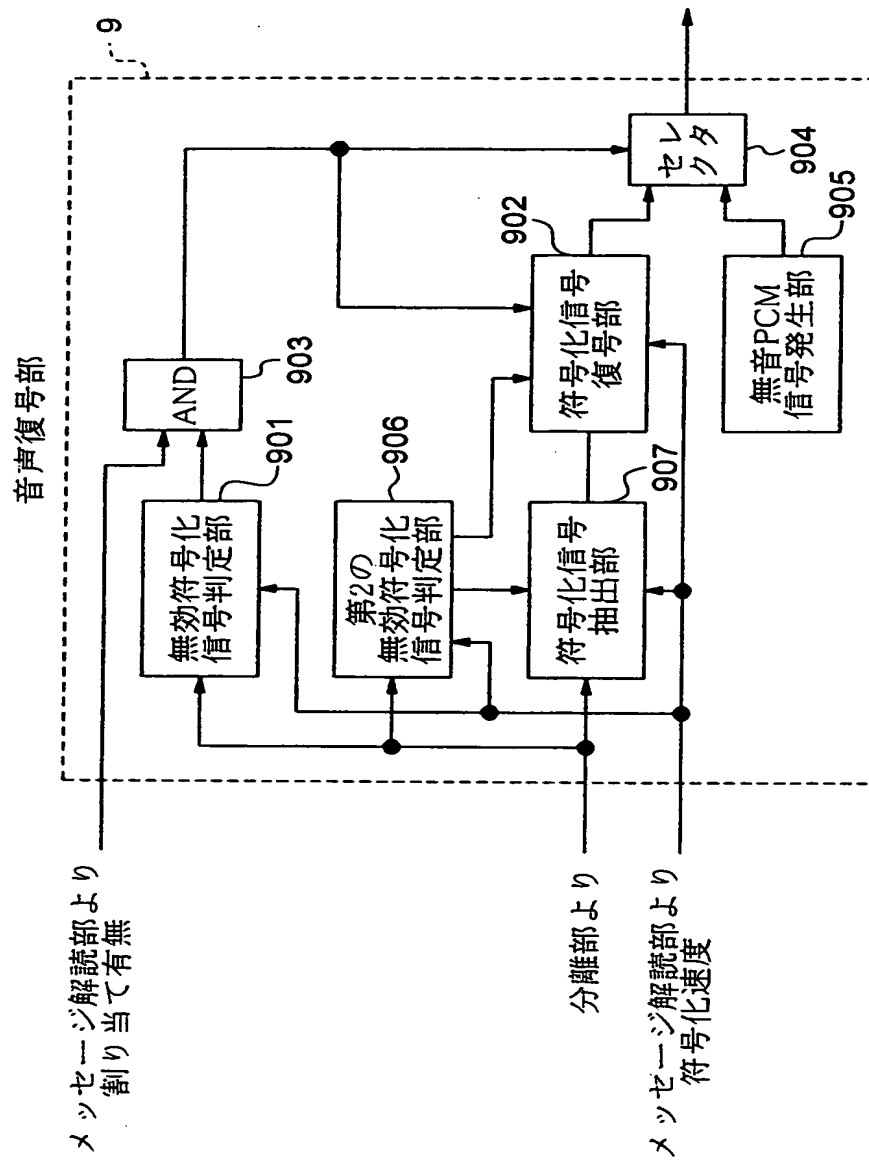 音声復号部
9
メッセージ解読部より
割り当て有無
AND
903
無効符号化
信号判定部
901
第2の
無効符号化
信号判定部
906
分離部より
符号化信号
抽出部
907
符号化信号
復号部
902
セレ
クタ
904
無音PCM
信号発生部
905
メッセージ解読部より
符号化速度